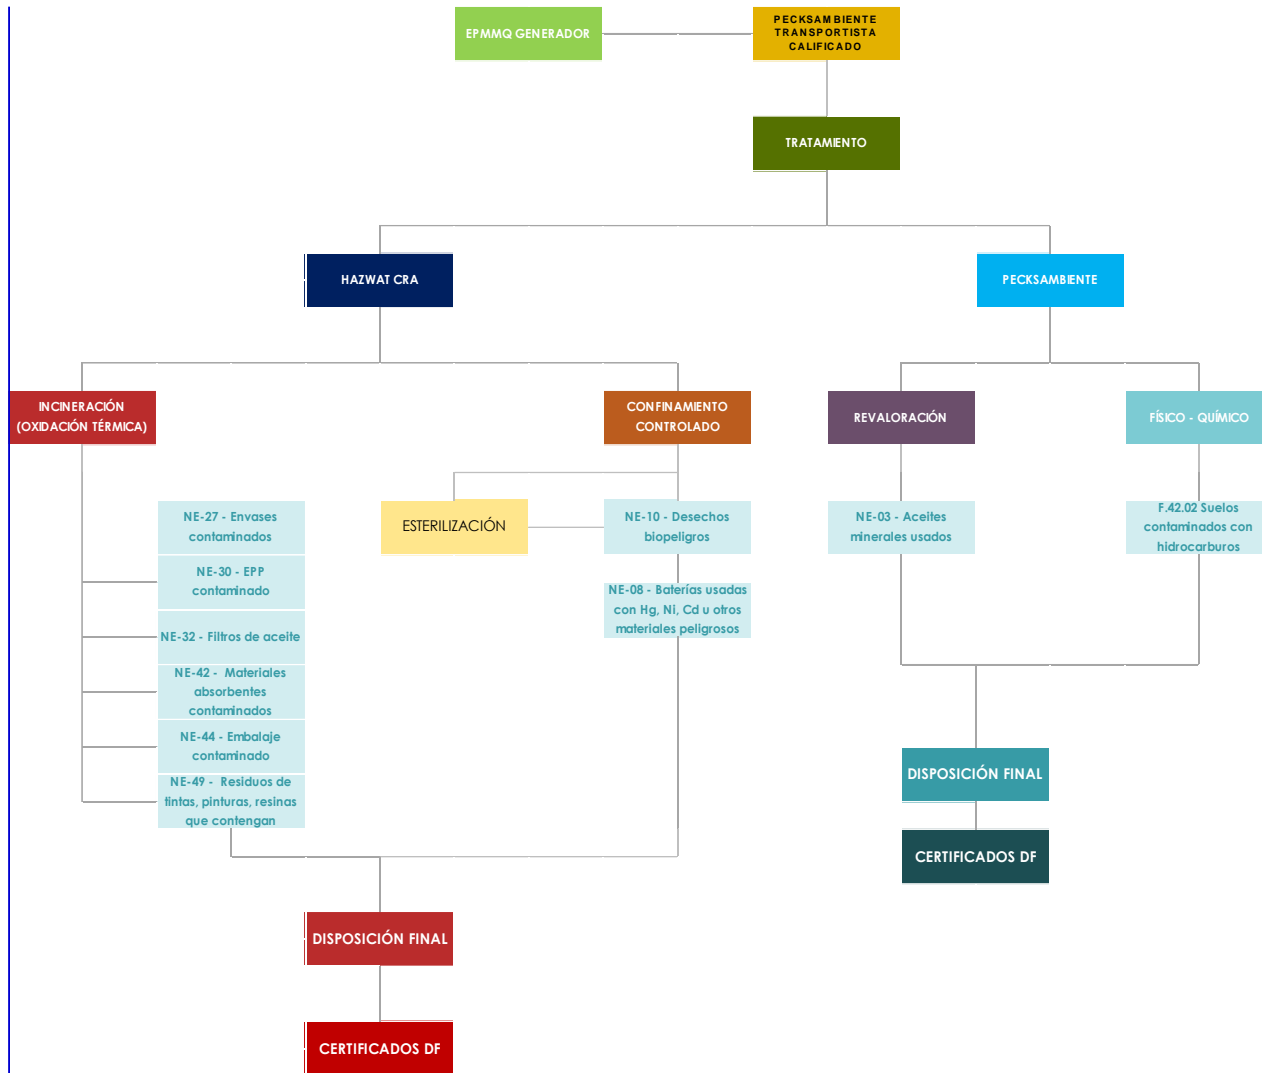 EPMMQ GENERADOR
PECKSAMBIENTE
TRANSPORTISTA
CALIFICADO
TRATAMIENTO
HAZWAT CRA
PECKSAMBIENTE
INCINERACIÓN
(OXIDACIÓN TÉRMICA)
CONFINAMIENTO
CONTROLADO
REVALORACIÓN
FÍSICO - QUÍMICO
NE-27 - Envases
contaminados
NE-30 - EPP
contaminado
NE-32 - Filtros de aceite
NE-42 - Materiales
absorbentes
contaminados
NE-44 - Embalaje
contaminado
NE-49 - Residuos de
tintas, pinturas, resinas
que contengan
ESTERILIZACIÓN
NE-10 - Desechos
biopeligros
NE-08 - Baterías usadas
con Hg, Ni, Cd u otros
materiales peligrosos
NE-03 - Aceites
minerales usados
F.42.02 Suelos
contaminados con
hidrocarburos
DISPOSICIÓN FINAL
CERTIFICADOS DF
DISPOSICIÓN FINAL
CERTIFICADOS DF